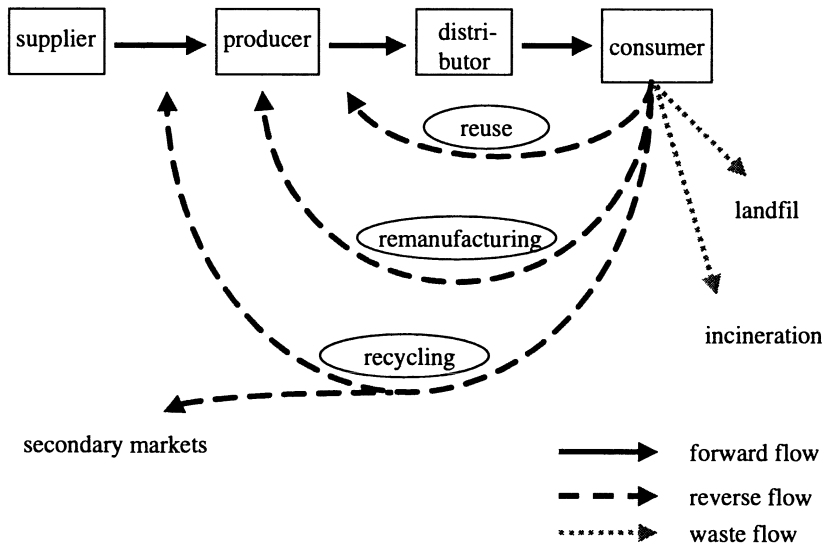 supplier
producer
distri-
butor
consumer
reuse
landfil
remanufacturing
incineration
recycling
secondary markets
forward flow
reverse flow
waste flow